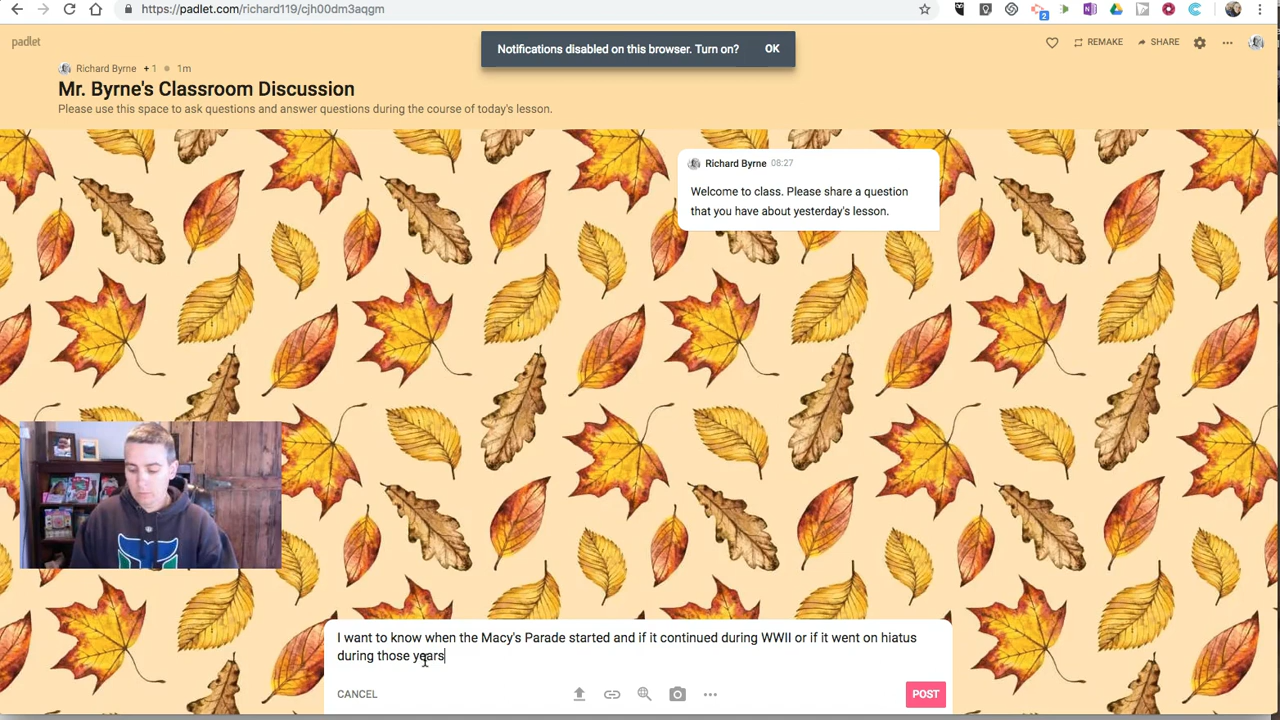 https://padlet.com/richard119/cjh00dm3aqgm
2
padlet
Notifications disabled on this browser. Turn on? OK
REMAKE SHARE
Richard Byrne +1 1m
Mr. Byrne's Classroom Discussion
Please use this space to ask questions and answer questions during the course of today's lesson.
Richard Byrne 08:27
Welcome to class. Please share a question
that you have about yesterday's lesson.
I want to know when the Macy's Parade started and if it continued during WWII or if it went on hiatus
during those years
CANCEL POST